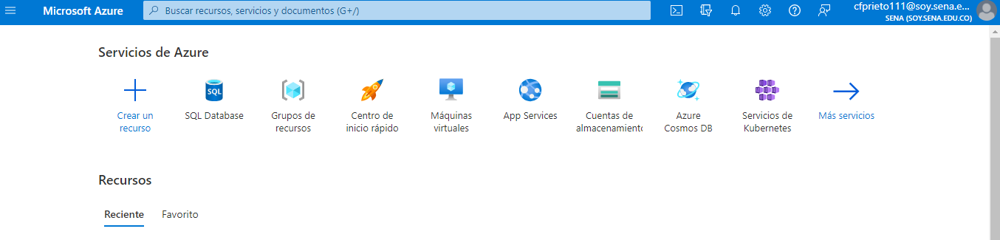 Microsoft Azure
Buscar recursos, servicios y documentos (G+/)
cfprieto111@soy.sena.e...
SENA (SOY.SENA.EDU.CO)
Servicios de Azure
SQL
Crear un
recurso
SQL Database
Grupos de
recursos
Centro de
inicio rápido
Máquinas
virtuales
App Services
Cuentas de
almacenamiento
Azure
Cosmos DB
Servicios de
Kubernetes
Más servicios
Recursos
Reciente
Favorito